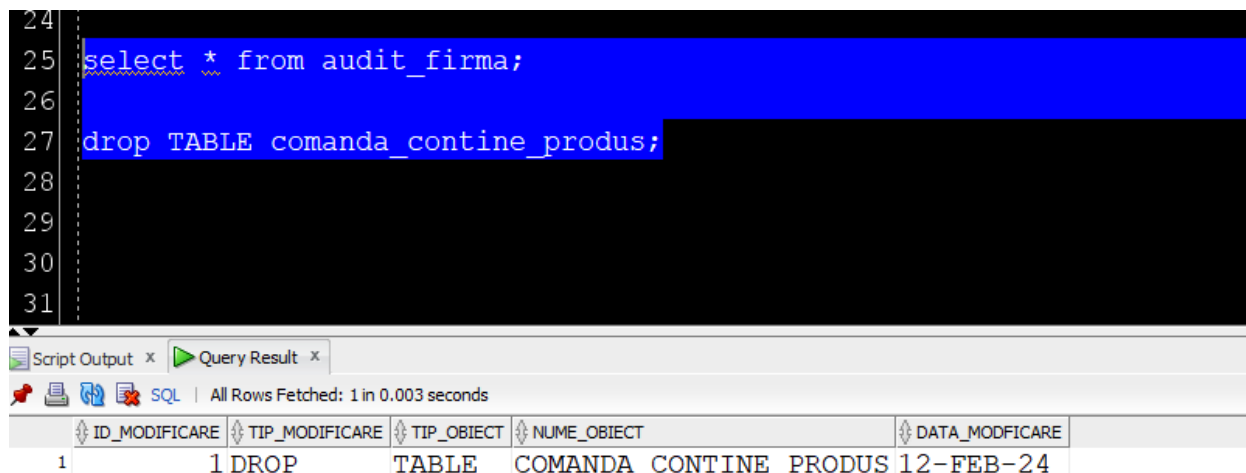 24
25 select * from audit_firma;
26
27 drop TABLE comanda_contine_produs;
28
29
30
31
Script Output x Query Result x
SQL | All Rows Fetched: 1 in 0.003 seconds
ID_MODIFICARE TIP_MODIFICARE TIP_OBIECT NUME_OBIECT DATA_MODFICARE
1 1 DROP TABLE COMANDA_CONTINE_PRODUS 12-FEB-24